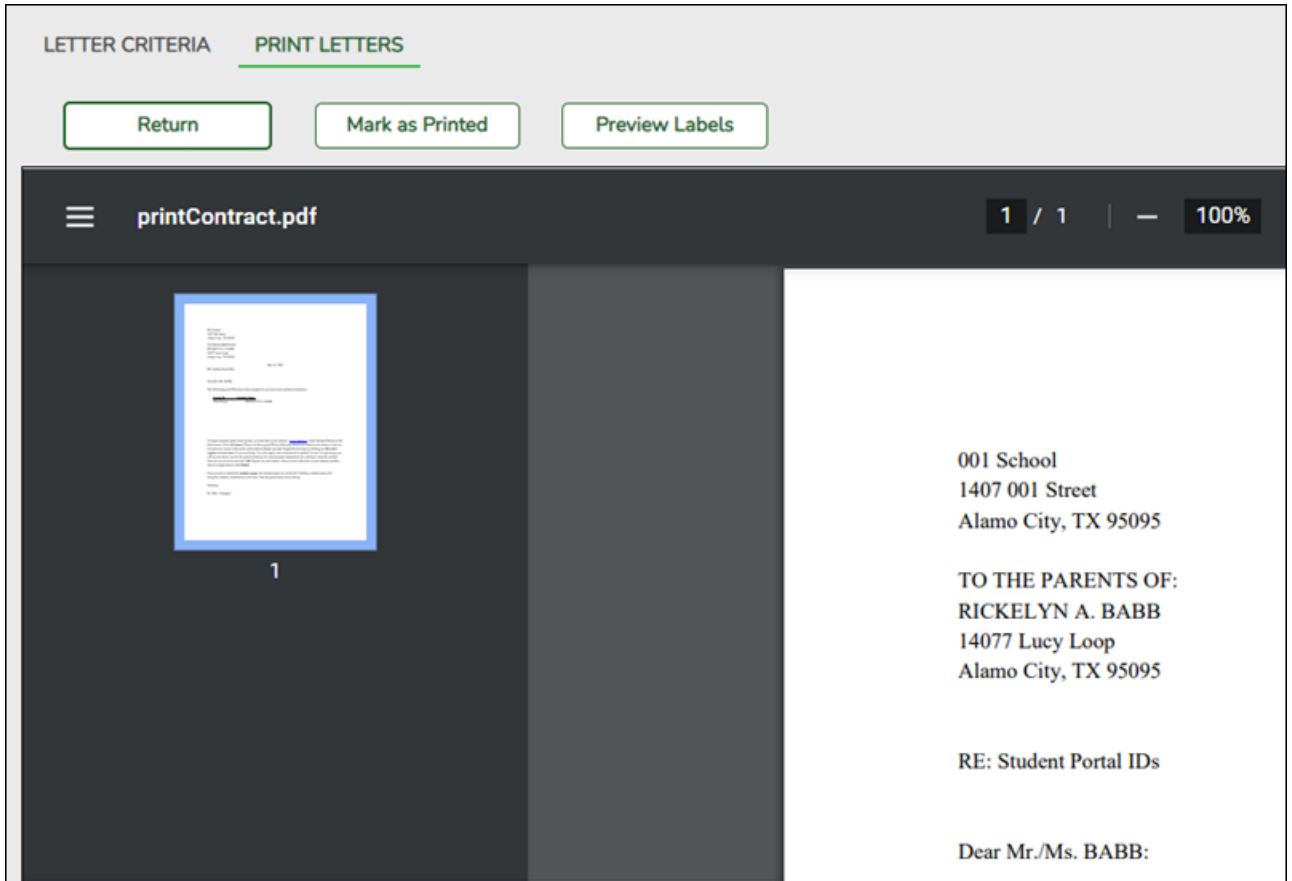 LETTER CRITERIA PRINT LETTERS
Return Mark as Printed Preview Labels
printContract.pdf 1 / 1 100%
1
001 School
1407 001 Street
Alamo City, TX 95095
TO THE PARENTS OF:
RICKELYN A. BABB
14077 Lucy Loop
Alamo City, TX 95095
RE: Student Portal IDs
Dear Mr./Ms. BABB: